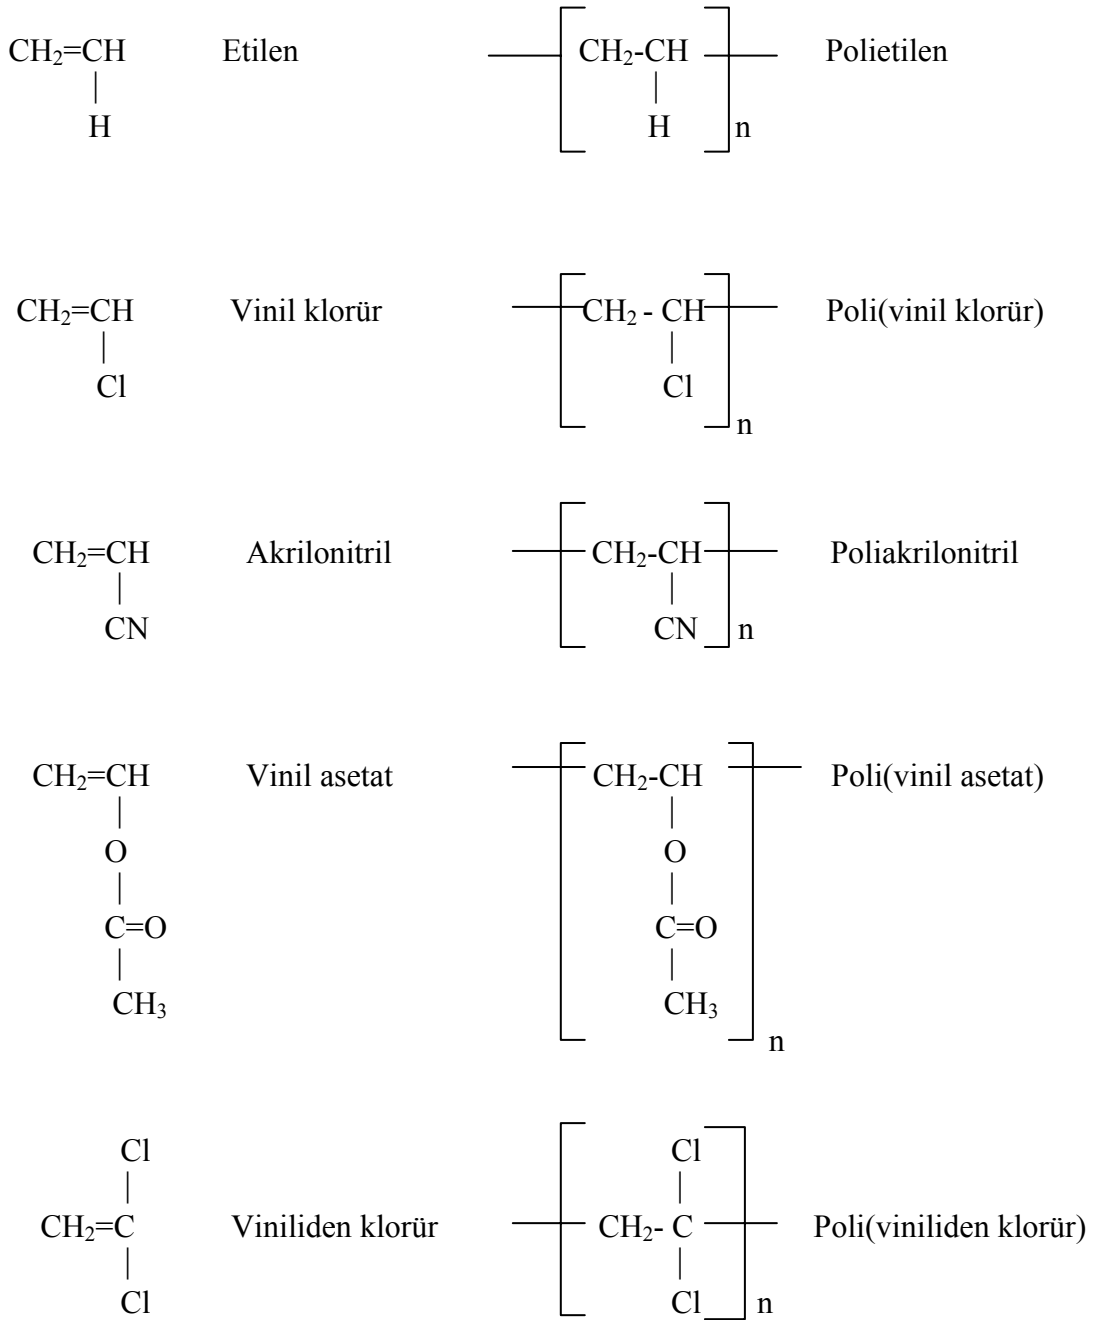 CH₂=CH Etilen CH₂-CH Polietilen
| |
H H n
CH₂=CH Vinil klorür CH₂ - CH Poli(vinil klorür)
| |
Cl Cl
n
CH₂=CH Akrilonitril CH₂-CH Poliakrilonitril
| |
CN CN n
CH₂=CH Vinil asetat CH₂-CH Poli(vinil asetat)
| |
O O
| |
C=O C=O
| |
CH₃ CH₃
n
Cl Cl
| |
CH₂=C Viniliden klorür CH₂- C Poli(viniliden klorür)
| |
Cl Cl n